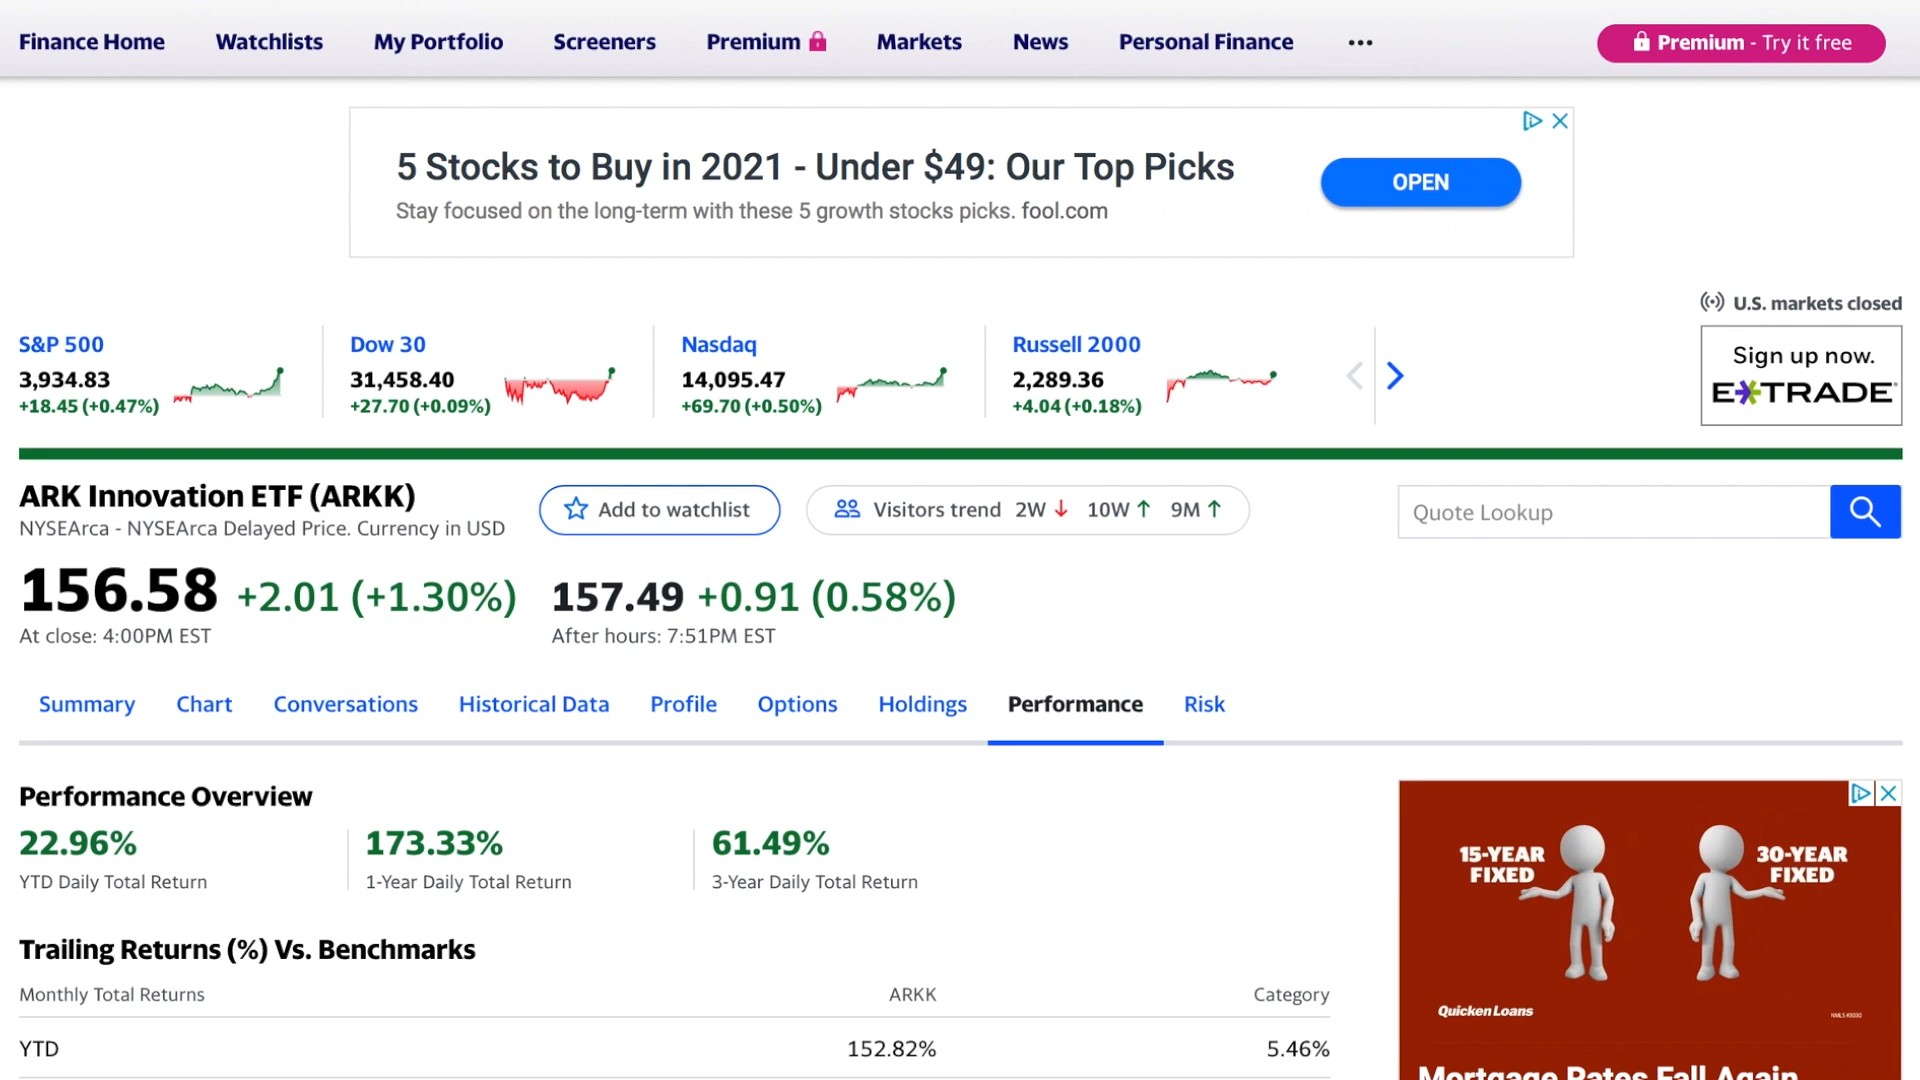 Finance Home Watchlists My Portfolio Screeners Premium Markets News Personal Finance ••• Premium - Try it free
5 Stocks to Buy in 2021 - Under $49: Our Top Picks
Stay focused on the long-term with these 5 growth stocks picks. fool.com
OPEN
U.S. markets closed
S&P 500
3,934.83
+18.45 (+0.47%)
Dow 30
31,458.40
+27.70 (+0.09%)
Nasdaq
14,095.47
+69.70 (+0.50%)
Russell 2000
2,289.36
+4.04 (+0.18%)
Sign up now.
E*TRADE
ARK Innovation ETF (ARKK)
NYSEArca - NYSEArca Delayed Price. Currency in USD
Add to watchlist
Visitors trend 2W ↓ 10W ↑ 9M ↑
Quote Lookup
156.58 +2.01 (+1.30%)
At close: 4:00PM EST
157.49 +0.91 (0.58%)
After hours: 7:51PM EST
Summary Chart Conversations Historical Data Profile Options Holdings Performance Risk
Performance Overview
22.96%
YTD Daily Total Return
173.33%
1-Year Daily Total Return
61.49%
3-Year Daily Total Return
Trailing Returns (%) Vs. Benchmarks
Monthly Total Returns ARKK Category
YTD 152.82% 5.46%
15-YEAR
FIXED
30-YEAR
FIXED
Quicken Loans
Mortgage Rates Fall Again